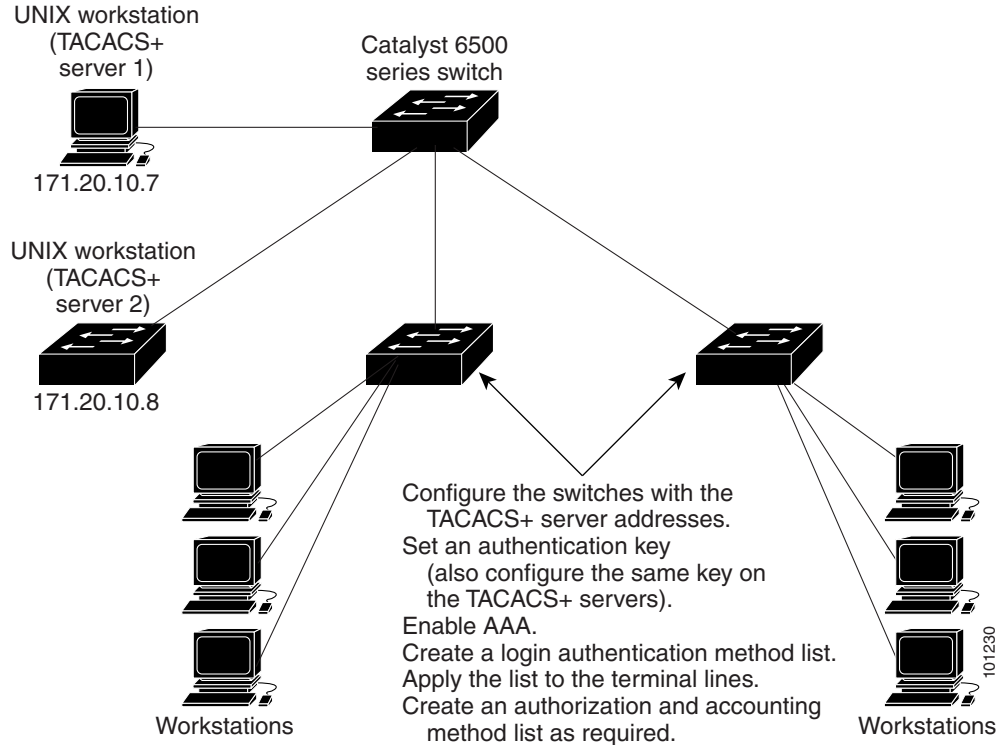 UNIX workstation
(TACACS+
server 1)
Catalyst 6500
series switch
171.20.10.7
UNIX workstation
(TACACS+
server 2)
171.20.10.8
Configure the switches with the
TACACS+ server addresses.
Set an authentication key
(also configure the same key on
the TACACS+ servers).
Enable AAA.
Create a login authentication method list.
Apply the list to the terminal lines.
Create an authorization and accounting
method list as required.
Workstations
Workstations
101230